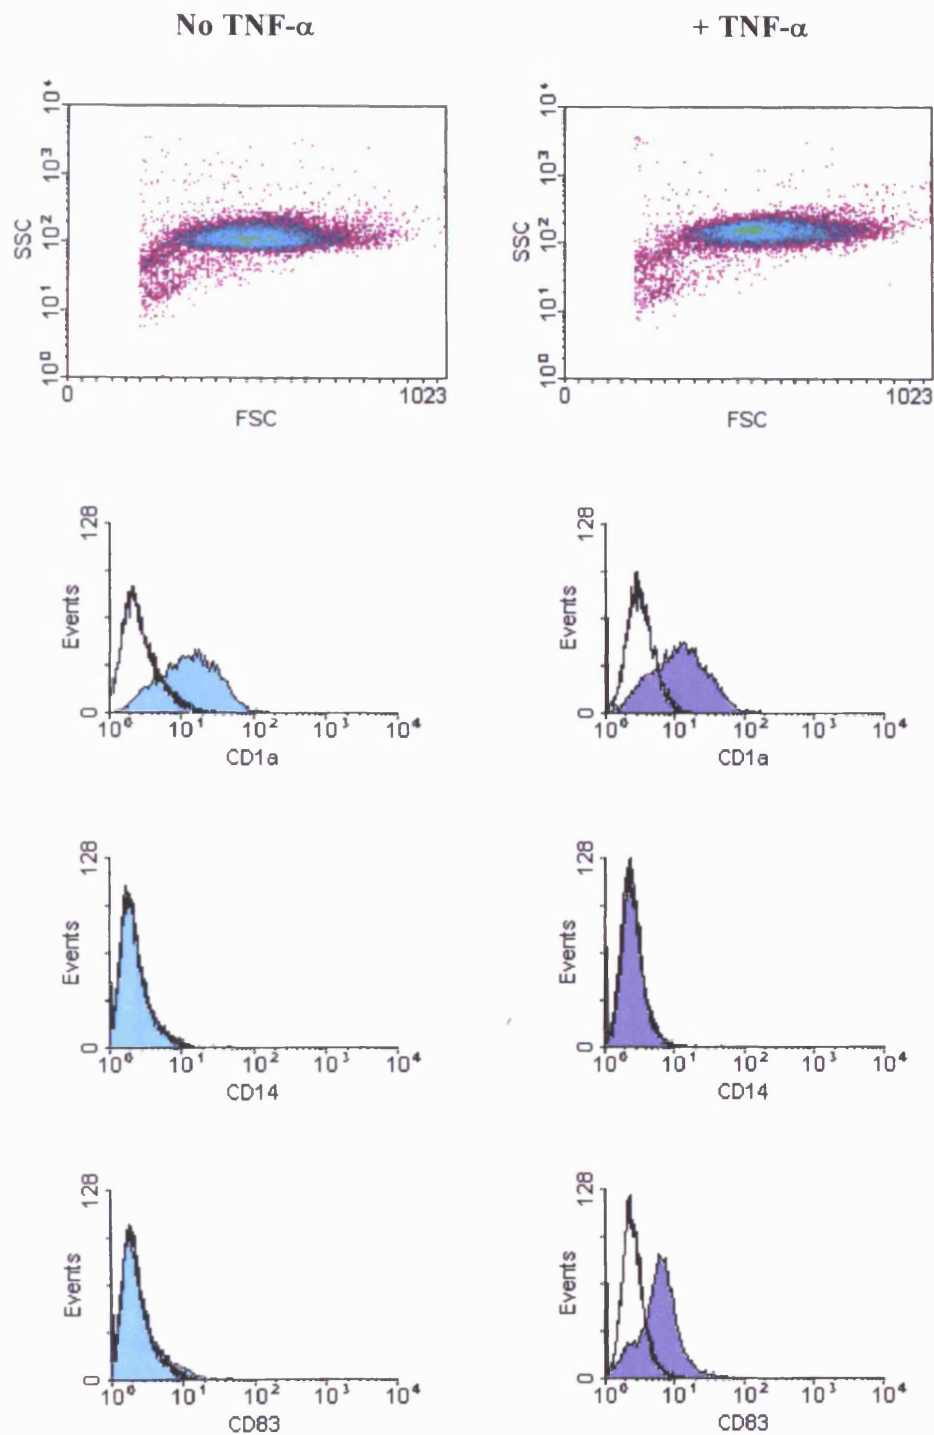 No TNF-α
+ TNF-α
SSC
10⁴
10³
10²
10¹
10⁰
0
1023
FSC
SSC
10⁴
10³
10²
10¹
10⁰
0
1023
FSC
Events
128
0
10⁰ 10¹ 10² 10³ 10⁴
CD1a
Events
128
0
10⁰ 10¹ 10² 10³ 10⁴
CD1a
Events
128
0
10⁰ 10¹ 10² 10³ 10⁴
CD14
Events
128
0
10⁰ 10¹ 10² 10³ 10⁴
CD14
Events
128
0
10⁰ 10¹ 10² 10³ 10⁴
CD83
Events
128
0
10⁰ 10¹ 10² 10³ 10⁴
CD83